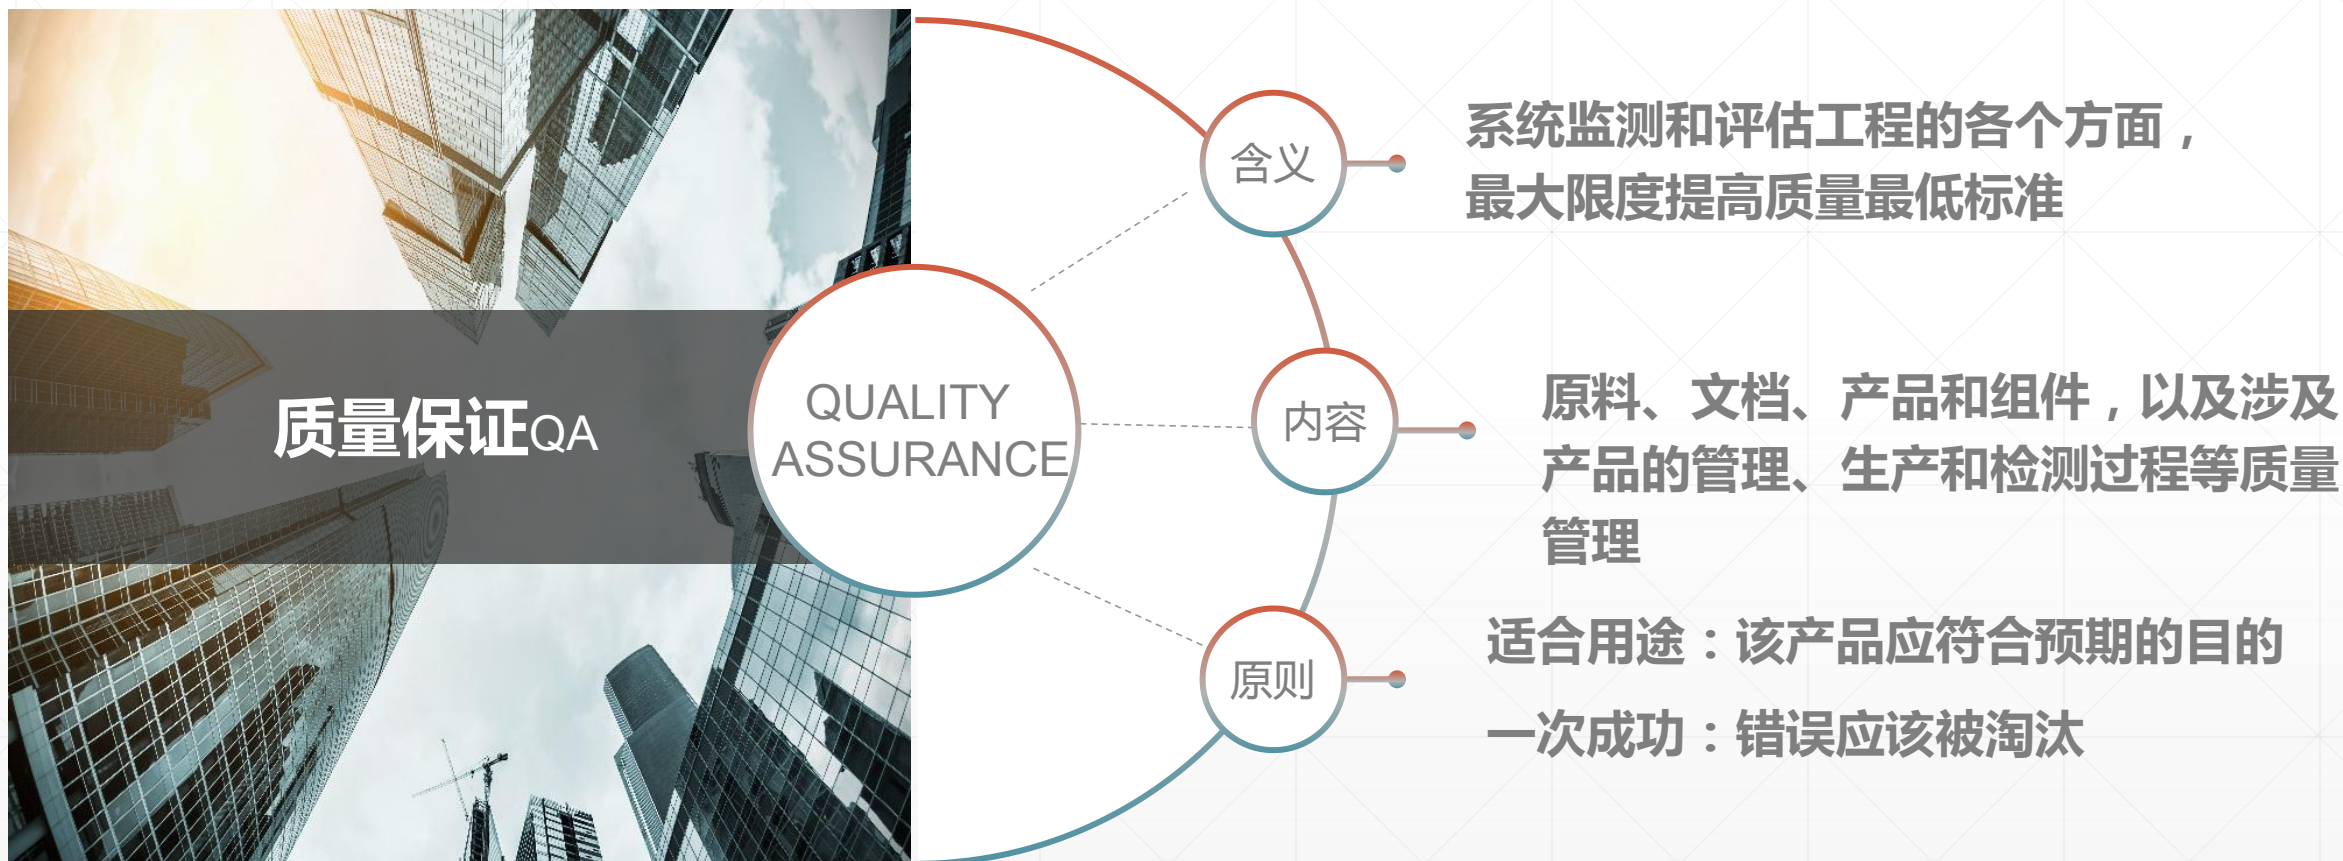 质量保证QA
QUALITY
ASSURANCE
含义
系统监测和评估工程的各个方面，
最大限度提高质量最低标准
内容
原料、文档、产品和组件，以及涉及
产品的管理、生产和检测过程等质量
管理
原则
适合用途：该产品应符合预期的目的
一次成功：错误应该被淘汰